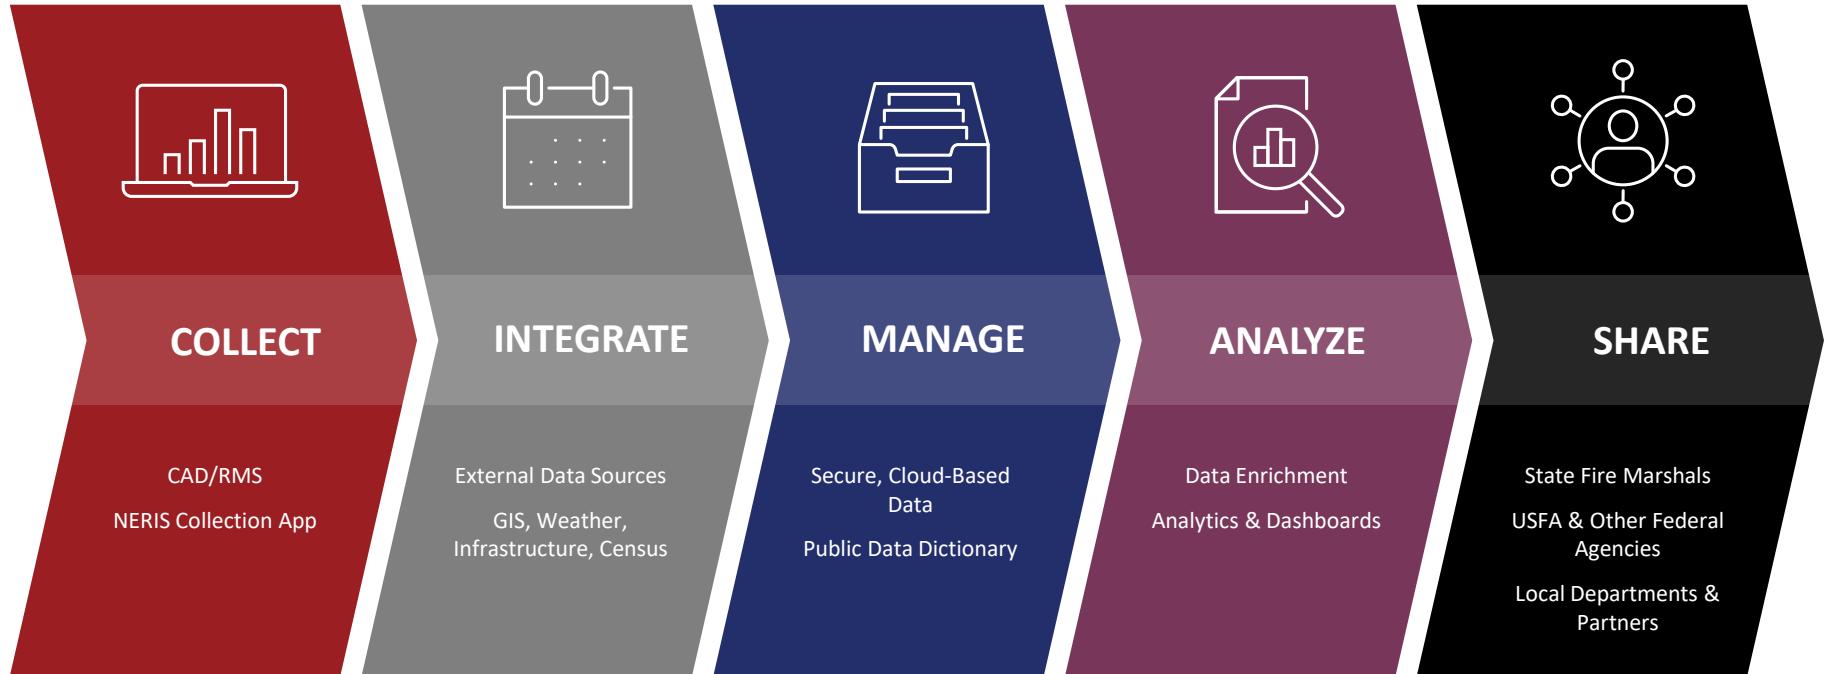 COLLECT
CAD/RMS
NERIS Collection App
INTEGRATE
External Data Sources
GIS, Weather,
Infrastructure, Census
MANAGE
Secure, Cloud-Based
Data
Public Data Dictionary
ANALYZE
Data Enrichment
Analytics & Dashboards
SHARE
State Fire Marshals
USFA & Other Federal
Agencies
Local Departments &
Partners